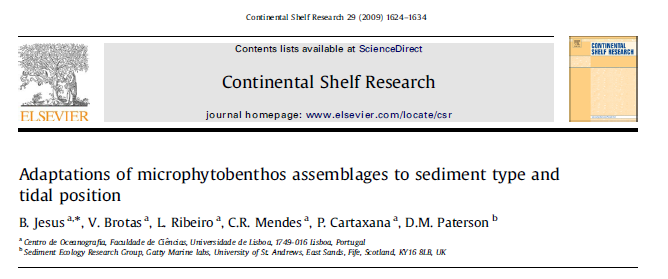 Continental Shelf Research 29 (2009) 1624–1634
Contents lists available at ScienceDirect
Continental Shelf Research
journal homepage: www.elsevier.com/locate/csr
ELSEVIER
CONTINENTAL
SHELF RESEARCH
Adaptations of microphytobenthos assemblages to sediment type and
tidal position
B. Jesus a,*, V. Brotas a, L. Ribeiro a, C.R. Mendes a, P. Cartaxana a, D.M. Paterson b
a Centro de Oceanografia, Faculdade de Ciências, Universidade de Lisboa, 1749-016 Lisboa, Portugal
b Sediment Ecology Research Group, Gatty Marine labs, University of St. Andrews, East Sands, Fife, Scotland, KY16 8LB, UK